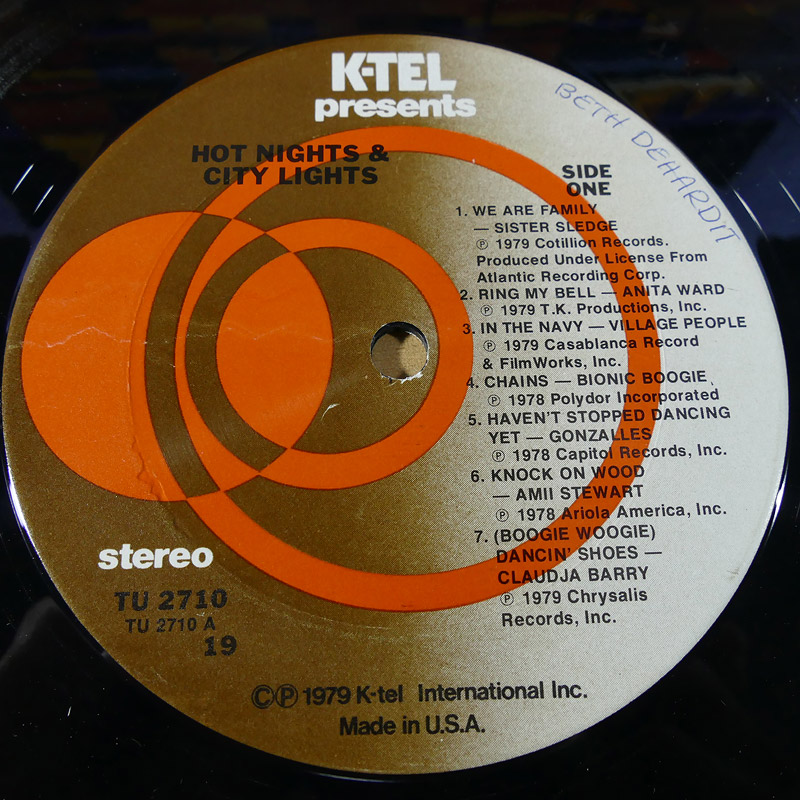 K-TEL
presents
HOT NIGHTS &
CITY LIGHTS
BETH DEHARDIT
SIDE
ONE
1. WE ARE FAMILY
— SISTER SLEDGE
Ⓟ 1979 Cotillion Records.
Produced Under License From
Atlantic Recording Corp.
2. RING MY BELL — ANITA WARD
Ⓟ 1979 T.K. Productions, Inc.
3. IN THE NAVY — VILLAGE PEOPLE
Ⓟ 1979 Casablanca Record
& FilmWorks, Inc.
4. CHAINS — BIONIC BOOGIE
Ⓟ 1978 Polydor Incorporated
5. HAVEN'T STOPPED DANCING
YET — GONZALLES
Ⓟ 1978 Capitol Records, Inc.
6. KNOCK ON WOOD
— AMII STEWART
Ⓟ 1978 Ariola America, Inc.
7. (BOOGIE WOOGIE)
DANCIN' SHOES —
CLAUDJA BARRY
Ⓟ 1979 Chrysalis
Records, Inc.
stereo
TU 2710
TU 2710 A
19
©Ⓟ 1979 K-tel International Inc.
Made in U.S.A.